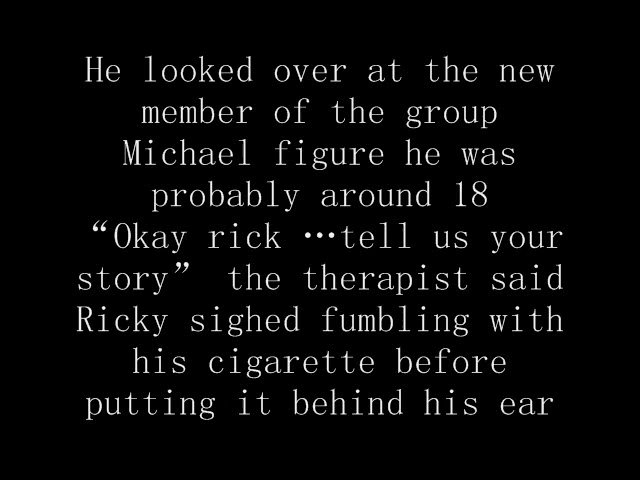 He looked over at the new
member of the group
Michael figure he was
probably around 18
“Okay rick …tell us your
story” the therapist said
Ricky sighed fumbling with
his cigarette before
putting it behind his ear